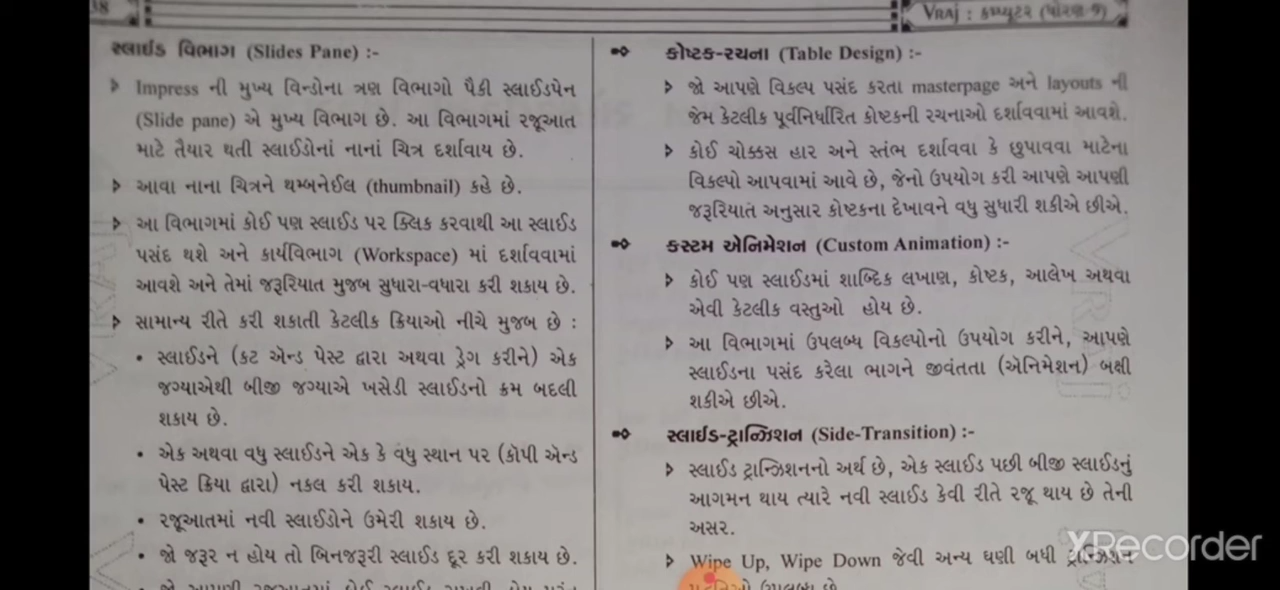 38
VRAJ : કમ્પ્યૂટર (ધોરણ-૭)
સ્લાઈડ વિભાગ (Slides Pane) :-
Impress ની મુખ્ય વિન્ડોના ત્રણ વિભાગો પૈકી સ્લાઈડપેન
(Slide pane) એ મુખ્ય વિભાગ છે. આ વિભાગમાં રજૂઆત
માટે તૈયાર થતી સ્લાઈડોનાં નાનાં ચિત્ર દર્શાવાય છે.
આવા નાના ચિત્રને થમ્બનેઈલ (thumbnail) કહે છે.
આ વિભાગમાં કોઈ પણ સ્લાઈડ પર ક્લિક કરવાથી આ સ્લાઈડ
પસંદ થશે અને કાર્યવિભાગ (Workspace) માં દર્શાવવામાં
આવશે અને તેમાં જરૂરિયાત મુજબ સુધારા-વધારા કરી શકાય છે.
સામાન્ય રીતે કરી શકાતી કેટલીક ક્રિયાઓ નીચે મુજબ છે :
• સ્લાઈડને (કટ ઍન્ડ પેસ્ટ દ્વારા અથવા ડ્રેગ કરીને) એક
જગ્યાએથી બીજી જગ્યાએ ખસેડી સ્લાઈડનો ક્રમ બદલી
શકાય છે.
• એક અથવા વધુ સ્લાઈડને એક કે વધુ સ્થાન પર (કૉપી ઍન્ડ
પેસ્ટ ક્રિયા દ્વારા) નકલ કરી શકાય.
• રજૂઆતમાં નવી સ્લાઈડોને ઉમેરી શકાય છે.
• જો જરૂર ન હોય તો બિનજરૂરી સ્લાઈડ દૂર કરી શકાય છે.
કોષ્ટક-રચના (Table Design) :-
જો આપણે વિકલ્પ પસંદ કરતા masterpage અને layouts ની
જેમ કેટલીક પૂર્વનિર્ધારિત કોષ્ટકની રચનાઓ દર્શાવવામાં આવશે.
કોઈ ચોક્કસ હાર અને સ્તંભ દર્શાવવા કે છુપાવવા માટેના
વિકલ્પો આપવામાં આવે છે, જેનો ઉપયોગ કરી આપણે આપણી
જરૂરિયાત અનુસાર કોષ્ટકના દેખાવને વધુ સુધારી શકીએ છીએ.
કસ્ટમ એનિમેશન (Custom Animation) :-
કોઈ પણ સ્લાઈડમાં શાબ્દિક લખાણ, કોષ્ટક, આલેખ અથવા
એવી કેટલીક વસ્તુઓ હોય છે.
આ વિભાગમાં ઉપલબ્ધ વિકલ્પોનો ઉપયોગ કરીને, આપણે
સ્લાઈડના પસંદ કરેલા ભાગને જીવંતતા (ઍનિમેશન) બક્ષી
શકીએ છીએ.
સ્લાઈડ-ટ્રાન્ઝિશન (Side-Transition) :-
સ્લાઈડ ટ્રાન્ઝિશનનો અર્થ છે, એક સ્લાઈડ પછી બીજી સ્લાઈડનું
આગમન થાય ત્યારે નવી સ્લાઈડ કેવી રીતે રજૂ થાય છે તેની
અસર.
Wipe Up, Wipe Down જેવી અન્ય ઘણી બધી ટ્રાન્ઝિશન
XRecorder